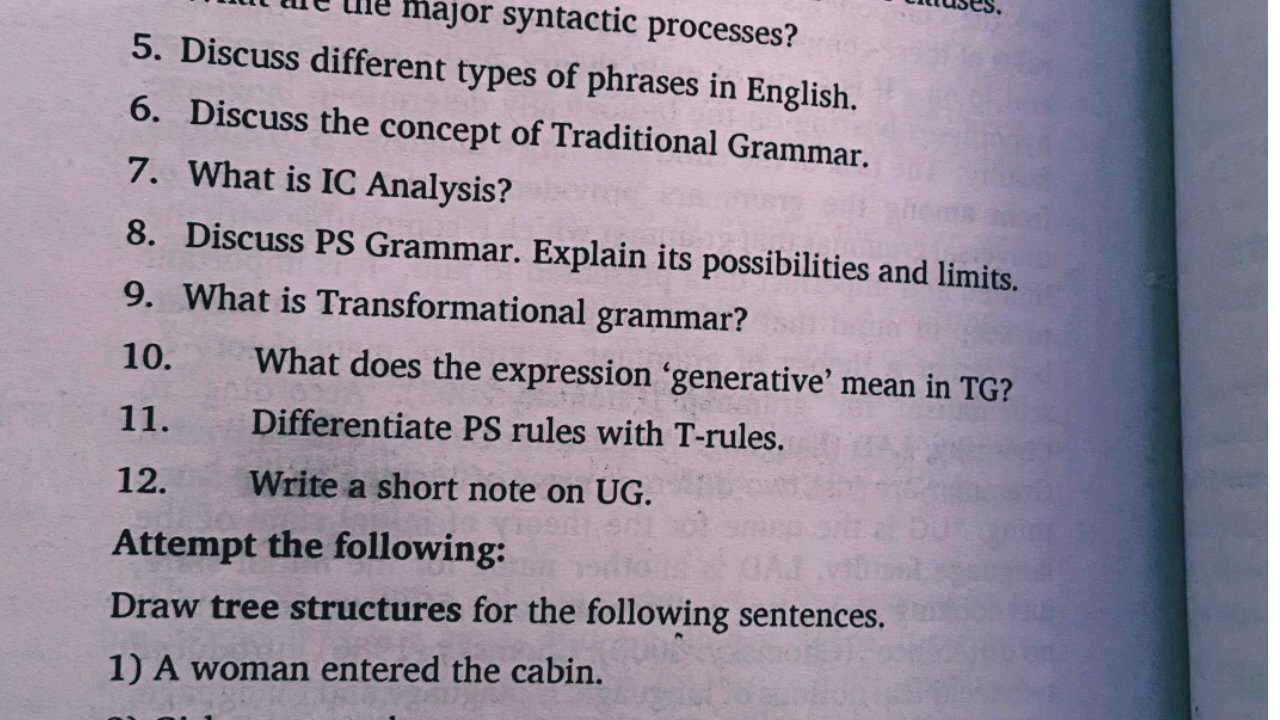 are the major syntactic processes?
5. Discuss different types of phrases in English.
6. Discuss the concept of Traditional Grammar.
7. What is IC Analysis?
8. Discuss PS Grammar. Explain its possibilities and limits.
9. What is Transformational grammar?
10. What does the expression ‘generative’ mean in TG?
11. Differentiate PS rules with T-rules.
12. Write a short note on UG.
Attempt the following:
Draw tree structures for the following sentences.
1) A woman entered the cabin.